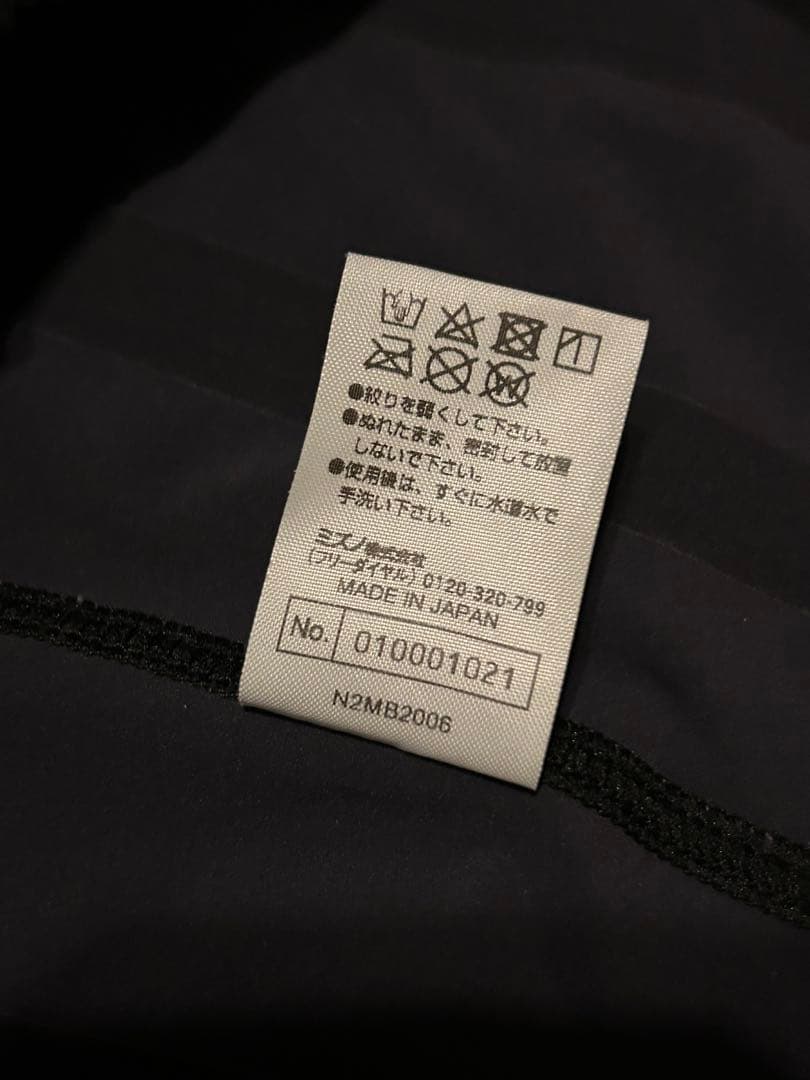 ●絞りを弱くして下さい。
●ぬれたまま、密封して放置
しないで下さい。
●使用後は、すぐに水道水で
手洗い下さい。
ミズノ株式会社
(フリーダイヤル) 0120-320-799
MADE IN JAPAN
No. 010001021
N2MB2006